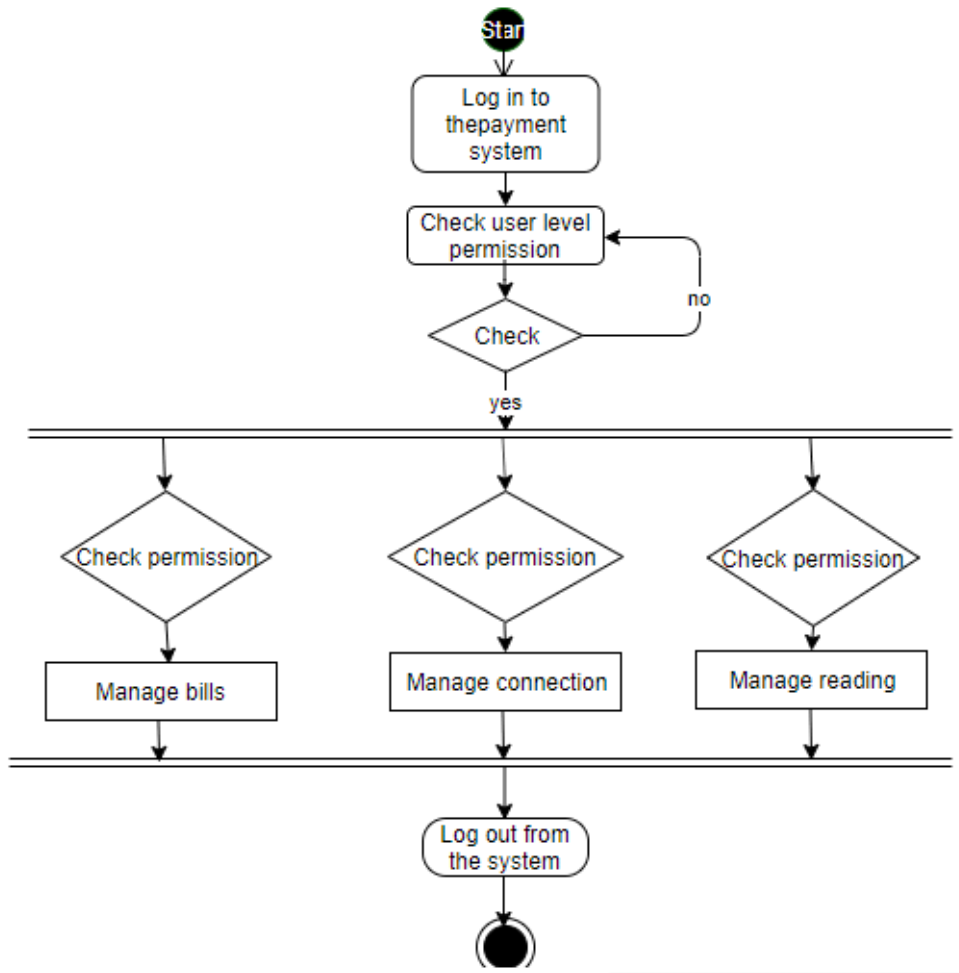 Start
Log in to
thepayment
system
Check user level
permission
no
Check
yes
Check permission
Check permission
Check permission
Manage bills
Manage connection
Manage reading
Log out from
the system